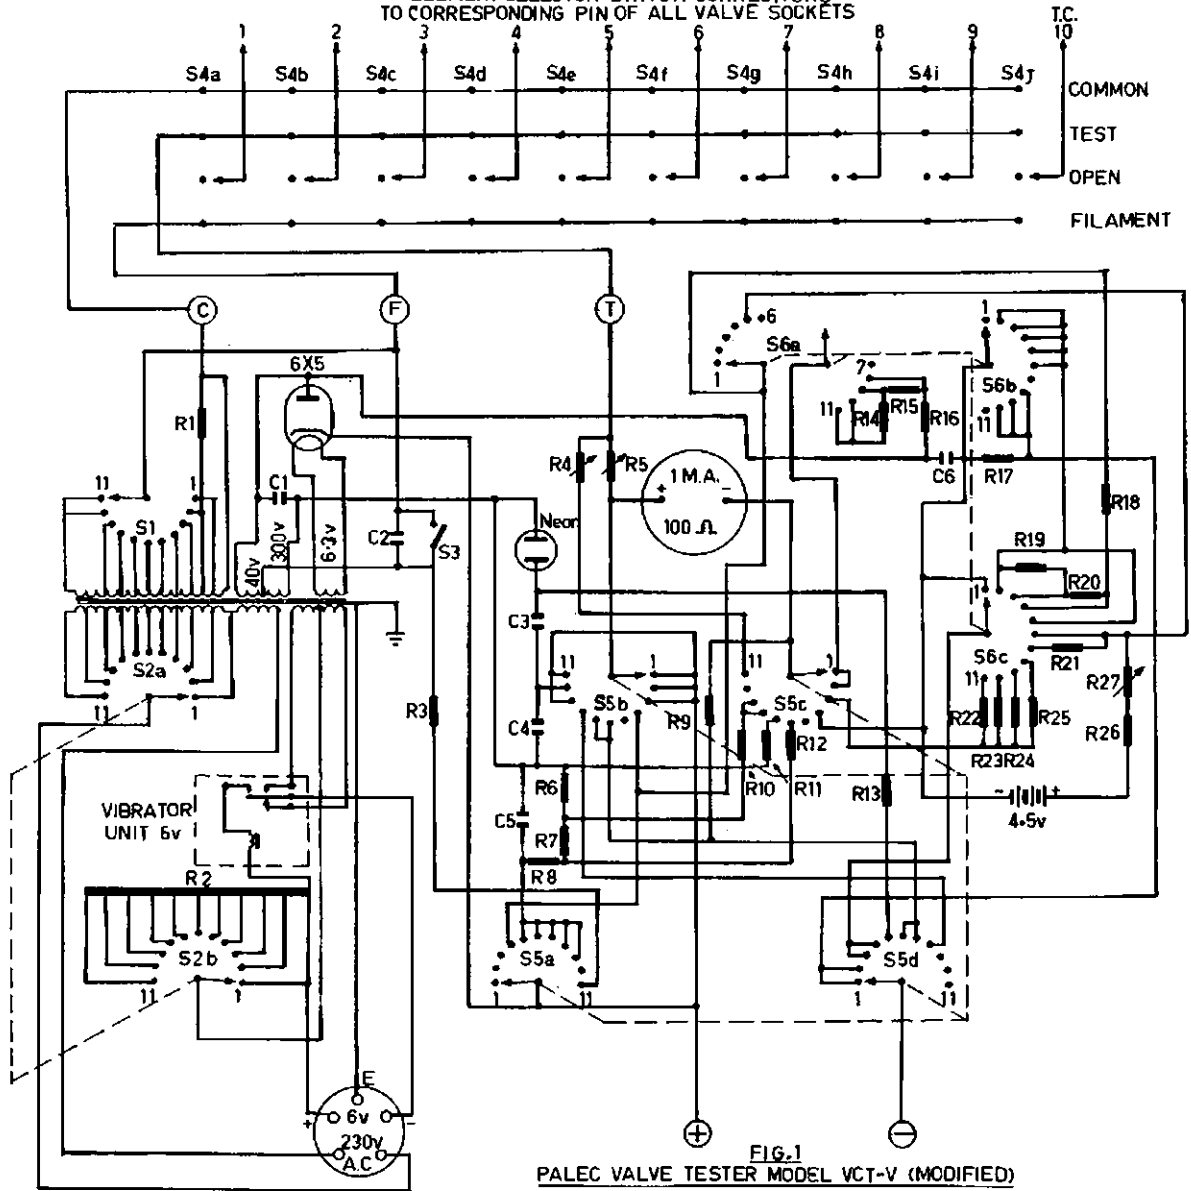 TO CORRESPONDING PIN OF ALL VALVE SOCKETS
T.C.
1 2 3 4 5 6 7 8 9 10
S4a S4b S4c S4d S4e S4f S4g S4h S4i S4j COMMON
TEST
OPEN
FILAMENT
C F T
6
1 S6a
1
S6b
11
7
11 R14 R15 R16
6X5
R1
R4 R5
1 M.A.
+ −
100 Ω.
C6 R17
R18
11 1
S1
C1
40v 300v 6·3v
C2 S3
Neon
R19
1 R20
C3
S2a
11 1
11 1
S5b
R9
11 1
S5c
S6c
11
R21
R22 R23 R24 R25
R27
R26
R3
C4
R12
R6
R10 R11
R13
~ +
4·5v
VIBRATOR
UNIT 6v
C5 R7
R8
R2
S2b
11 1
S5a
1 11
S5d
1 11
E
+ 6v −
230v
A.C
+ −
FIG.1
PALEC VALVE TESTER MODEL VCT-V (MODIFIED)